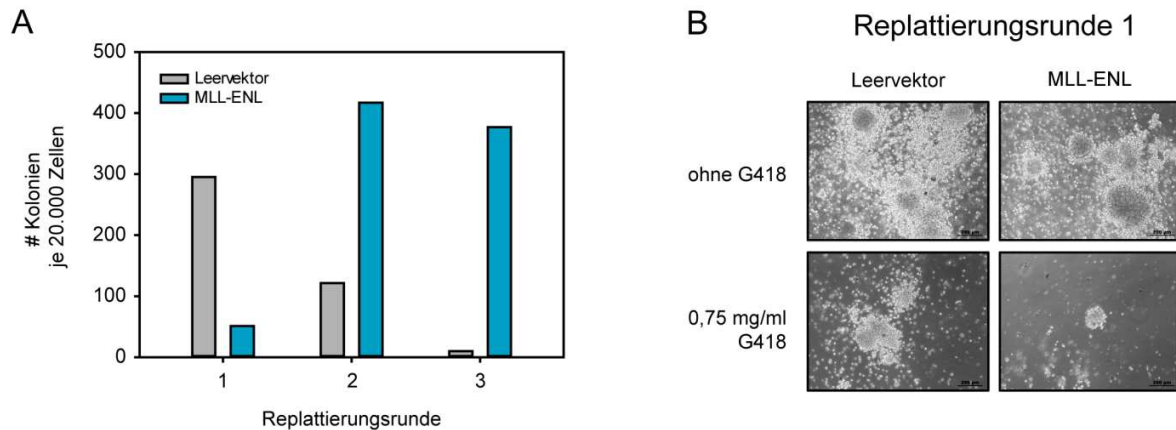 A
500
400
300
200
100
0
# Kolonien
je 20.000 Zellen
Leervektor
MLL-ENL
1 2 3
Replattierungsrunde
B
Replattierungsrunde 1
Leervektor MLL-ENL
ohne G418
0,75 mg/ml
G418